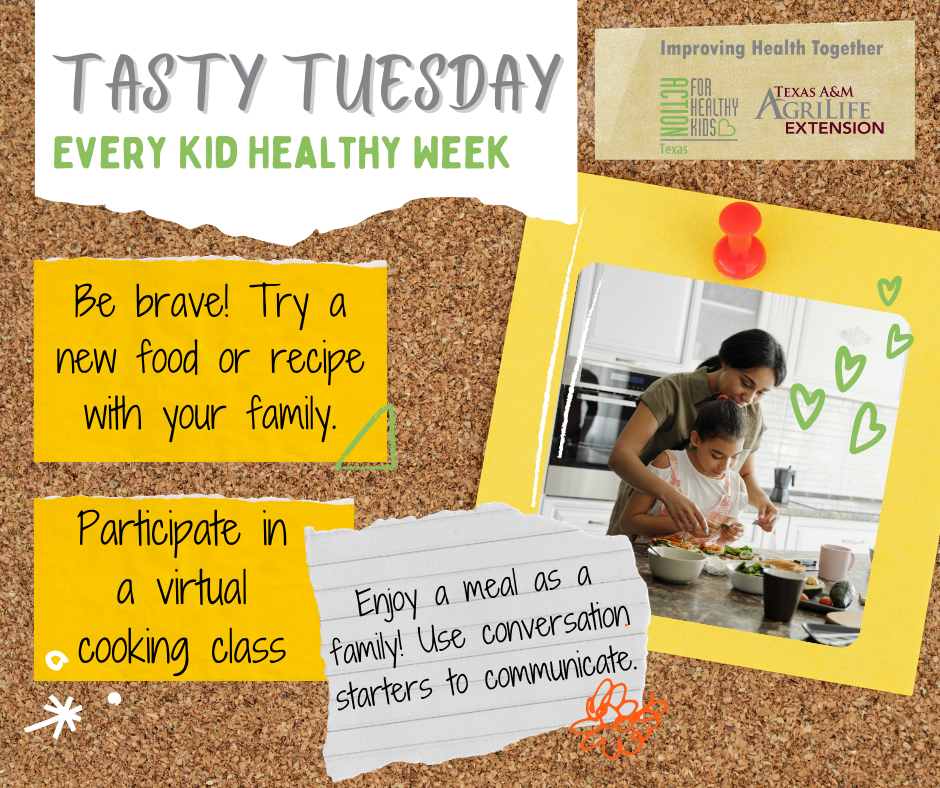 TASTY TUESDAY
EVERY KID HEALTHY WEEK
Improving Health Together
ACTION
FOR
HEALTHY
KIDS
Texas
TEXAS A&M
AGRILIFE
EXTENSION
Be brave! Try a
new food or recipe
with your family.
Participate in
a virtual
cooking class
Enjoy a meal as a
family! Use conversation
starters to communicate.